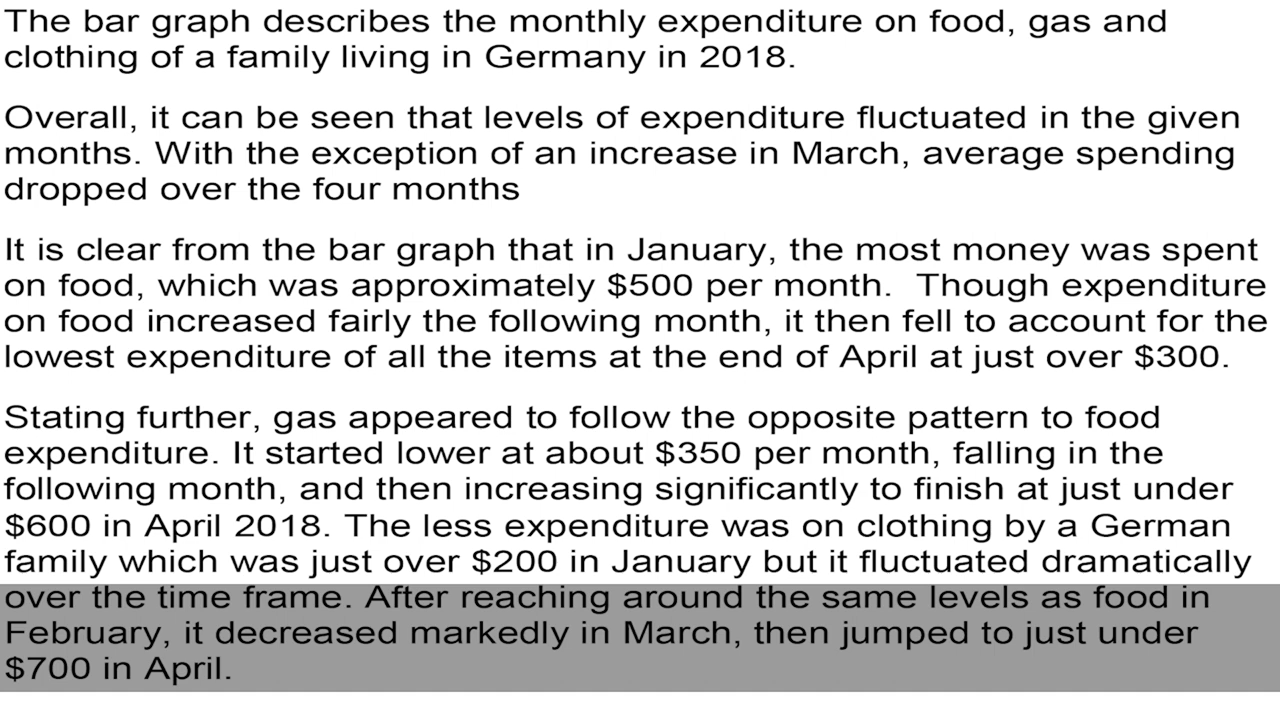 The bar graph describes the monthly expenditure on food, gas and
clothing of a family living in Germany in 2018.
Overall, it can be seen that levels of expenditure fluctuated in the given
months. With the exception of an increase in March, average spending
dropped over the four months
It is clear from the bar graph that in January, the most money was spent
on food, which was approximately $500 per month.  Though expenditure
on food increased fairly the following month, it then fell to account for the
lowest expenditure of all the items at the end of April at just over $300.
Stating further, gas appeared to follow the opposite pattern to food
expenditure. It started lower at about $350 per month, falling in the
following month, and then increasing significantly to finish at just under
$600 in April 2018. The less expenditure was on clothing by a German
family which was just over $200 in January but it fluctuated dramatically
over the time frame. After reaching around the same levels as food in
February, it decreased markedly in March, then jumped to just under
$700 in April.